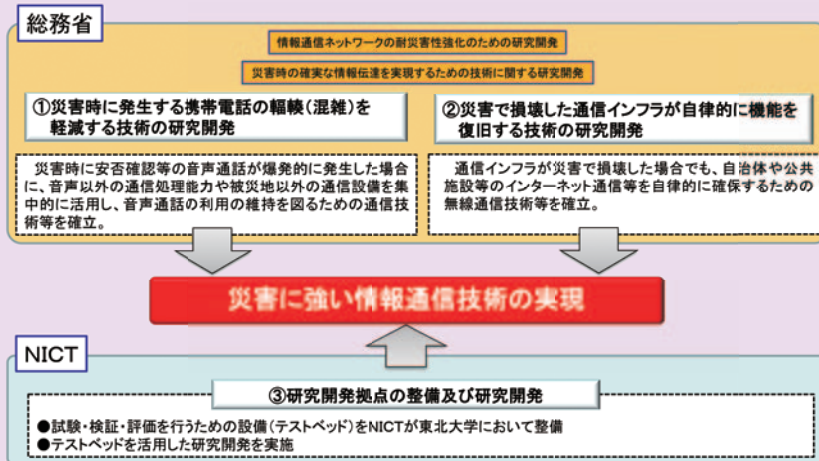 総務省
情報通信ネットワークの耐災害性強化のための研究開発
災害時の確実な情報伝達を実現するための技術に関する研究開発
①災害時に発生する携帯電話の輻輳(混雑)を
軽減する技術の研究開発
災害時に安否確認等の音声通話が爆発的に発生した場合
に、音声以外の通信処理能力や被災地以外の通信設備を集
中的に活用し、音声通話の利用の維持を図るための通信技
術等を確立。
②災害で損壊した通信インフラが自律的に機能を
復旧する技術の研究開発
通信インフラが災害で損壊した場合でも、自治体や公共
施設等のインターネット通信等を自律的に確保するための
無線通信技術等を確立。
災害に強い情報通信技術の実現
NICT
③研究開発拠点の整備及び研究開発
●試験・検証・評価を行うための設備(テストベッド)をNICTが東北大学において整備
●テストベッドを活用した研究開発を実施